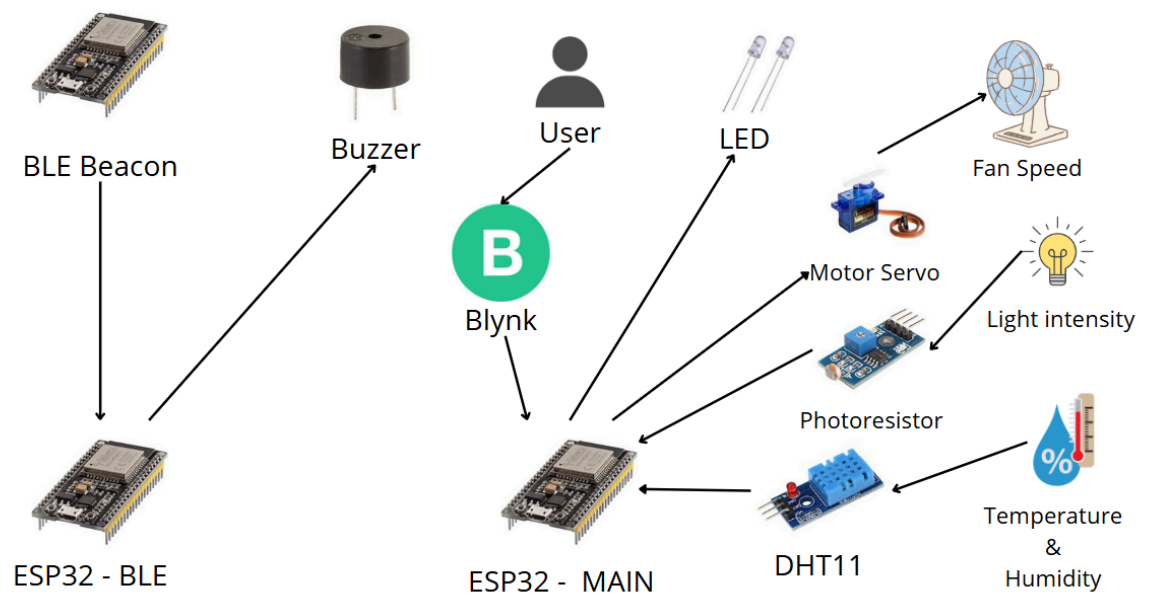 BLE Beacon
Buzzer
User
LED
Fan Speed
B
Blynk
Motor Servo
Light intensity
Photoresistor
%
Temperature
&
Humidity
ESP32 - BLE
ESP32 - MAIN
DHT11